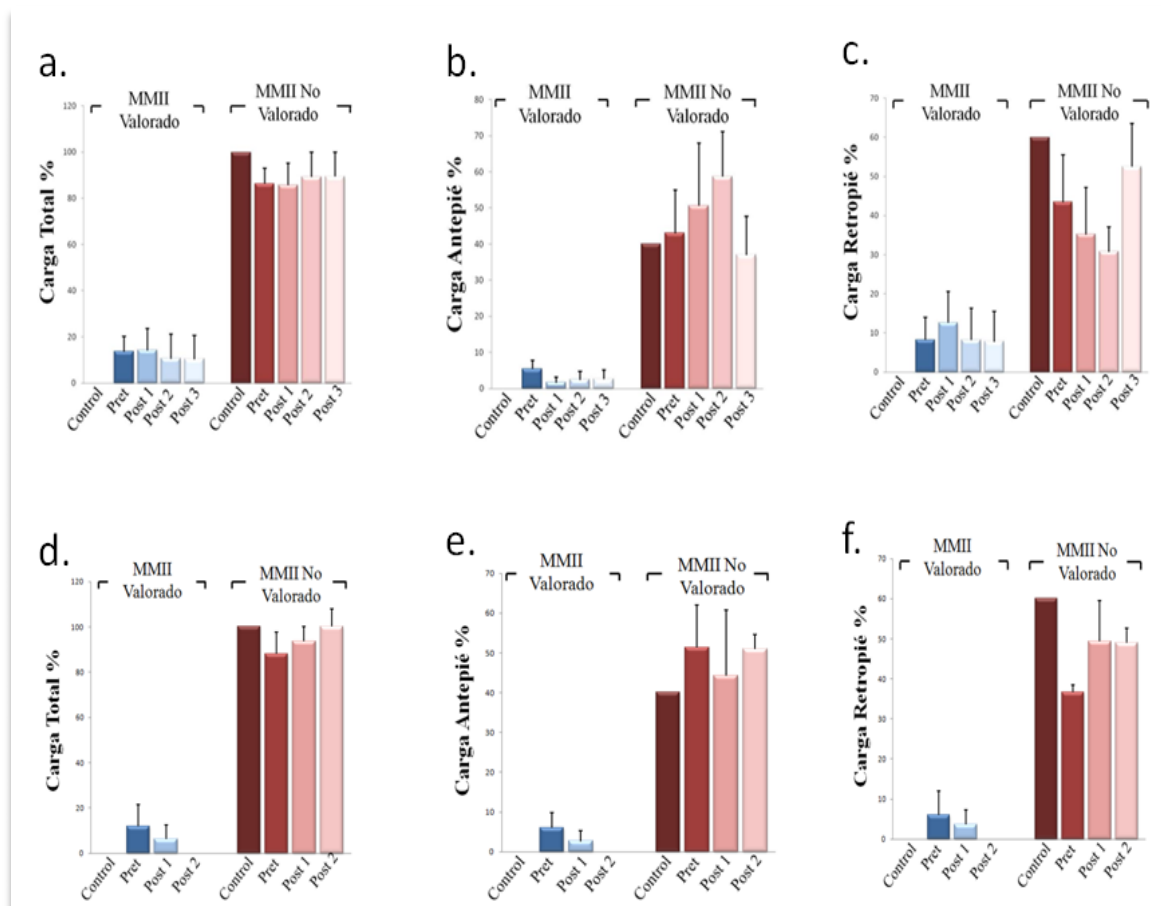 a.
MMII
Valorado
MMII No
Valorado
Carga Total %
120
100
80
60
40
20
0
Control
Pret
Post 1
Post 2
Post 3
Control
Pret
Post 1
Post 2
Post 3
b.
MMII
Valorado
MMII No
Valorado
Carga Antepié %
80
70
60
50
40
30
20
10
0
Control
Pret
Post 1
Post 2
Post 3
Control
Pret
Post 1
Post 2
Post 3
c.
MMII
Valorado
MMII No
Valorado
Carga Retropié %
70
60
50
40
30
20
10
0
Control
Pret
Post 1
Post 2
Post 3
Control
Pret
Post 1
Post 2
Post 3
d.
MMII
Valorado
MMII No
Valorado
Carga Total %
120
100
80
60
40
20
0
Control
Pret
Post 1
Post 2
Control
Pret
Post 1
Post 2
e.
MMII
Valorado
MMII No
Valorado
Carga Antepié %
70
60
50
40
30
20
10
0
Control
Pret
Post 1
Post 2
Control
Pret
Post 1
Post 2
f.
MMII
Valorado
MMII No
Valorado
Carga Retropié %
70
60
50
40
30
20
10
0
Control
Pret
Post 1
Post 2
Control
Pret
Post 1
Post 2